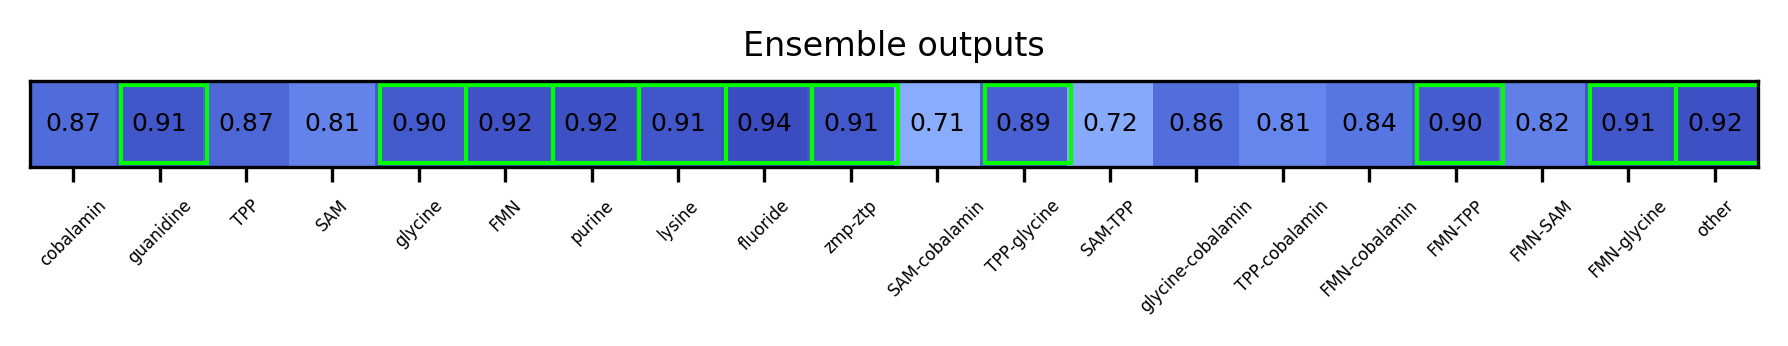 Ensemble outputs
0.87 0.91 0.87 0.81 0.90 0.92 0.92 0.91 0.94 0.91 0.71 0.89 0.72 0.86 0.81 0.84 0.90 0.82 0.91 0.92
cobalamin guanidine TPP SAM glycine FMN purine lysine fluoride zmp-ztp SAM-cobalamin TPP-glycine SAM-TPP glycine-cobalamin TPP-cobalamin FMN-cobalamin FMN-TPP FMN-SAM FMN-glycine other